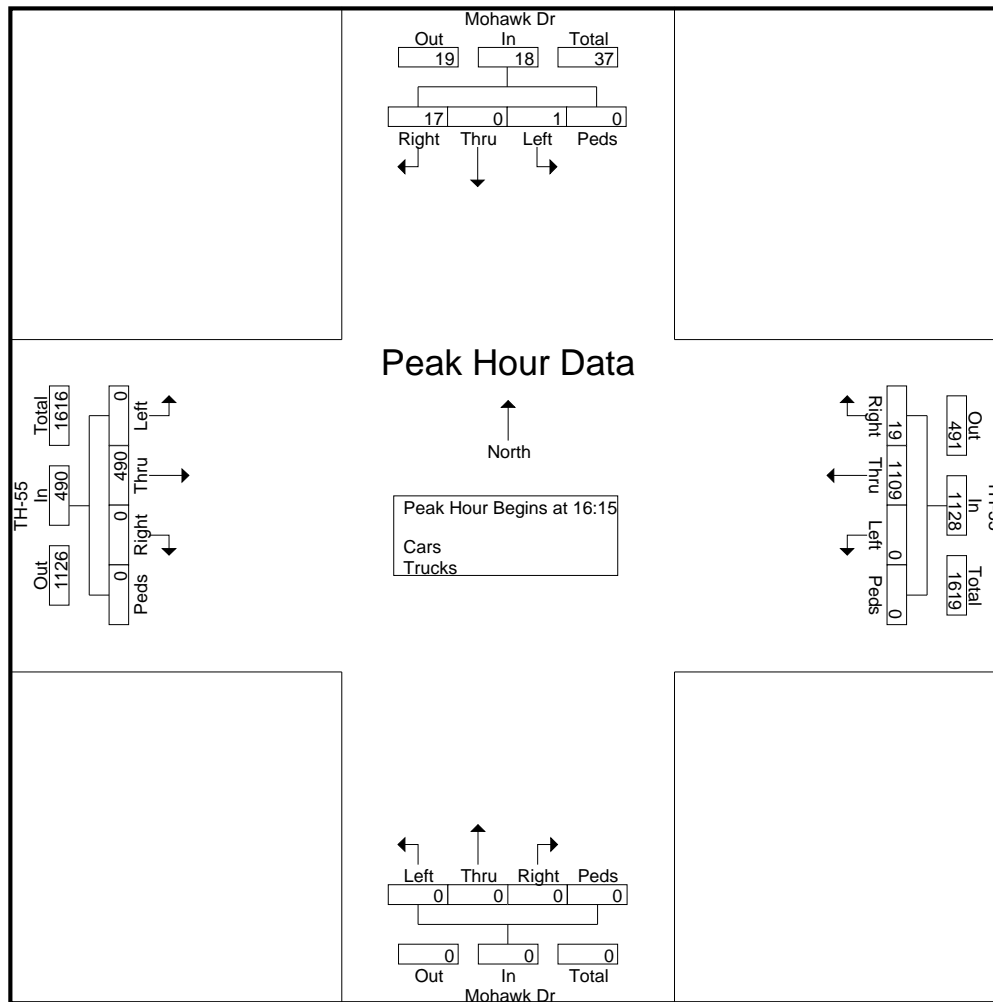 Mohawk Dr
Out In Total
19 18 37
17 0 1 0
Right Thru Left Peds
Peak Hour Data
North
Peak Hour Begins at 16:15
Cars
Trucks
TH-55
Total In Out
1616 490 1126
0 490 0 0
Left Thru Right Peds
Out In Total
491 1128 1619
19 1109 0 0
Right Thru Left Peds
Left Thru Right Peds
0 0 0 0
0 0 0
Out In Total
Mohawk Dr